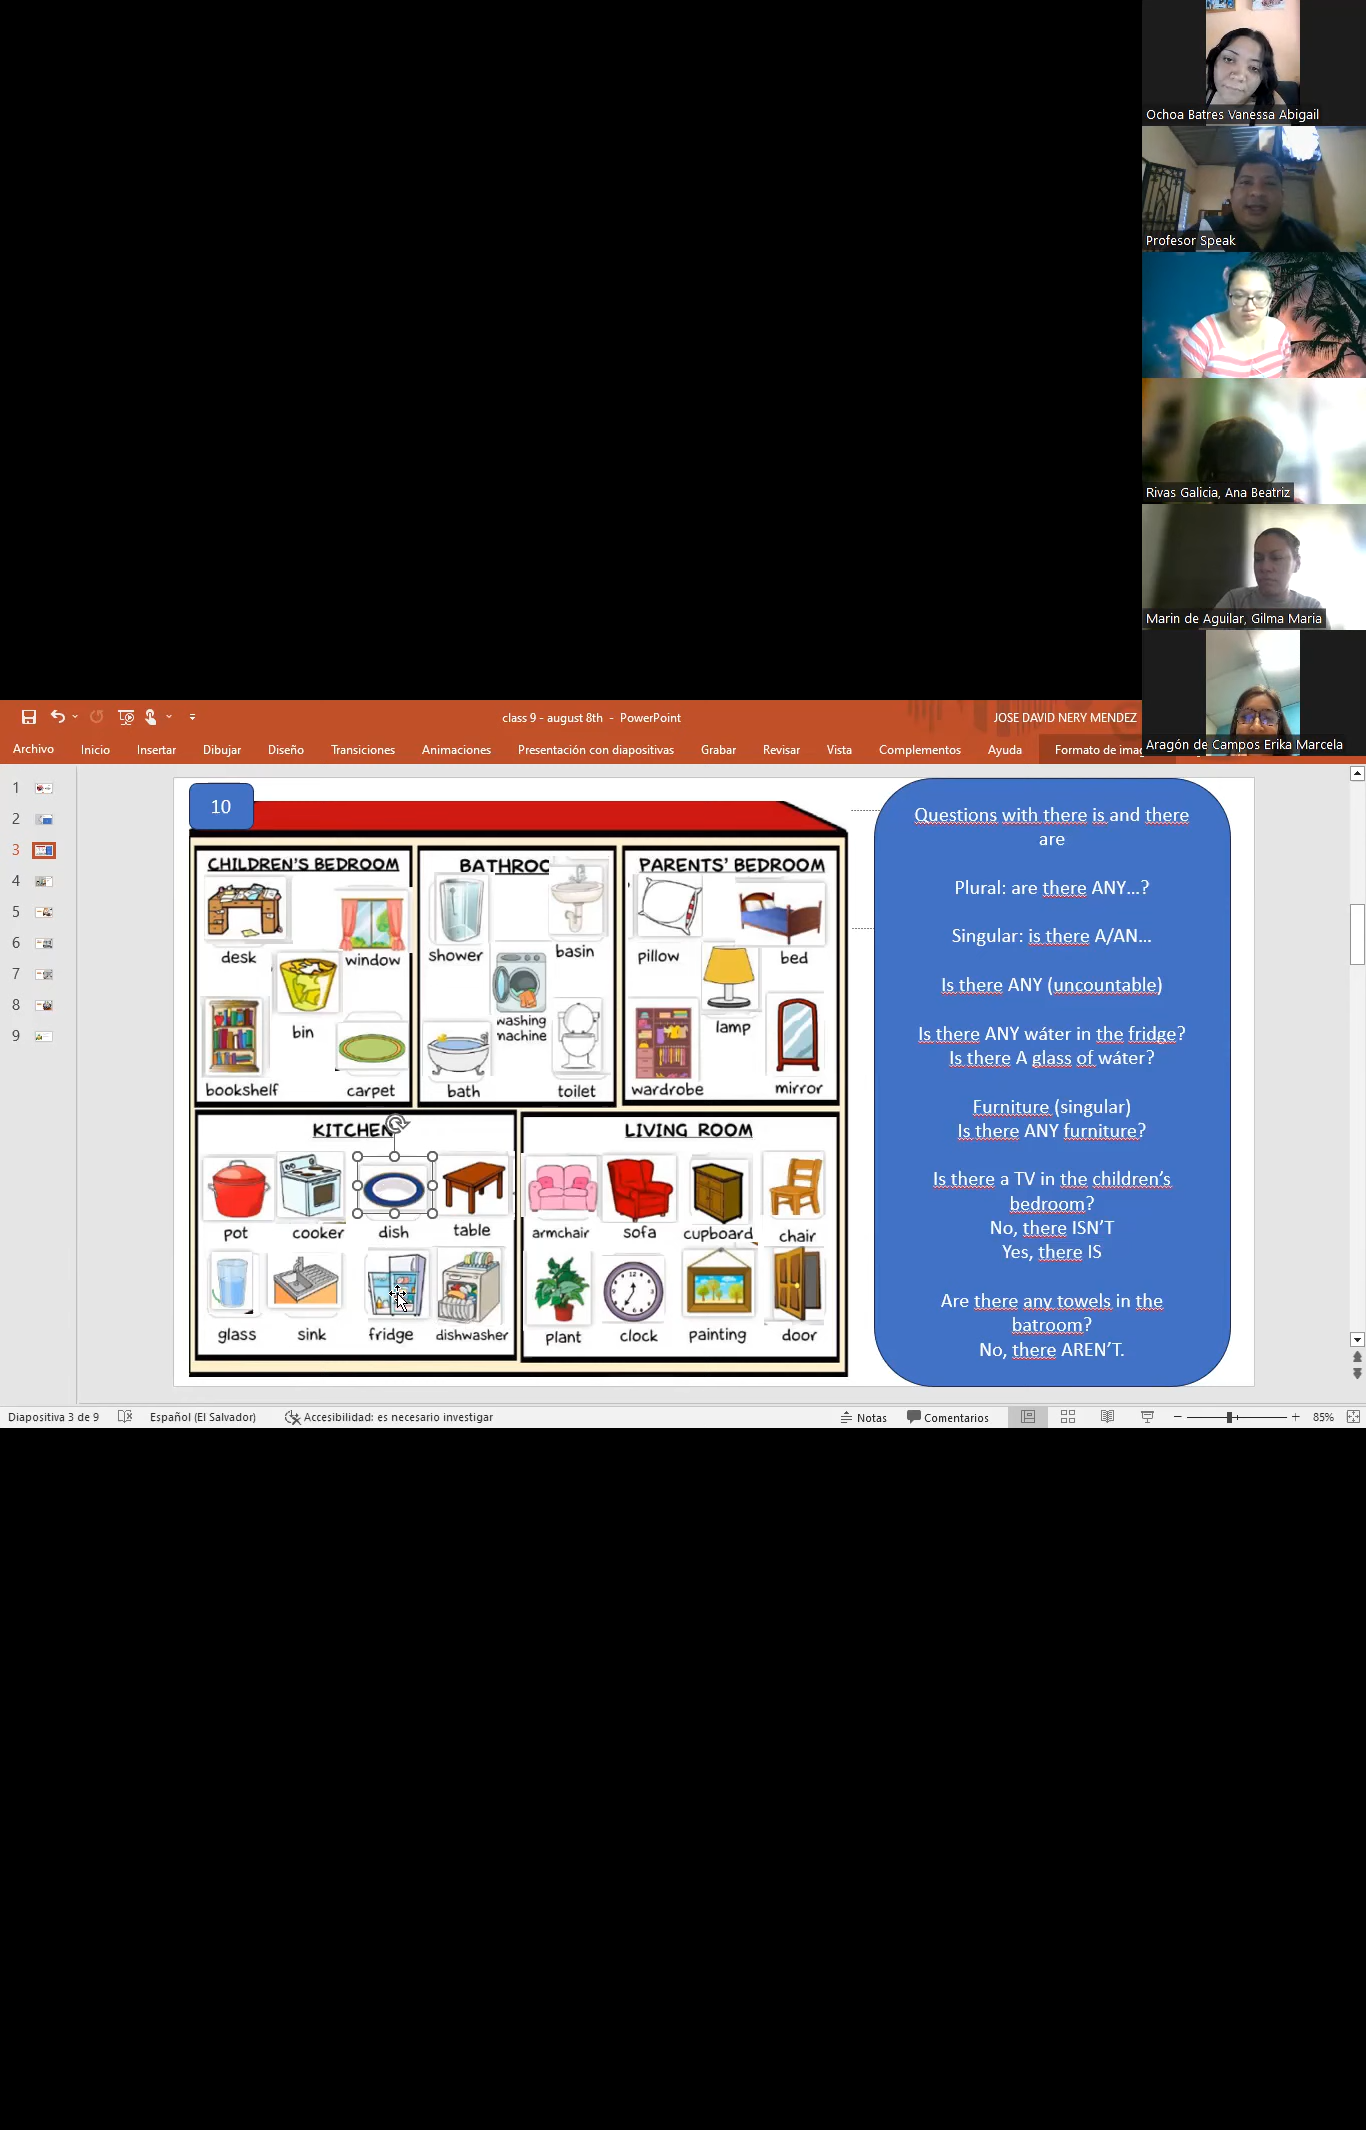 Ochoa Batres Vanessa Abigail
Profesor Speak
Rivas Galicia, Ana Beatriz
Marin de Aguilar, Gilma Maria
Aragón de Campos Erika Marcela
class 9 - august 8th - PowerPoint
JOSE DAVID NERY MENDEZ
Archivo Inicio Insertar Dibujar Diseño Transiciones Animaciones Presentación con diapositivas Grabar Revisar Vista Complementos Ayuda Formato de imag
1
2
3
4
5
6
7
8
9
10
CHILDREN'S BEDROOM
desk
window
bin
bookshelf
carpet
BATHROO
shower
basin
washing
machine
bath
toilet
PARENTS' BEDROOM
pillow
bed
lamp
wardrobe
mirror
KITCHEN
pot
cooker
dish
table
glass
sink
fridge
dishwasher
LIVING ROOM
armchair
sofa
cupboard
chair
plant
clock
painting
door
Questions with there is and there
are
Plural: are there ANY...?
Singular: is there A/AN...
Is there ANY (uncountable)
Is there ANY wáter in the fridge?
Is there A glass of wáter?
Furniture (singular)
Is there ANY furniture?
Is there a TV in the children's
bedroom?
No, there ISN'T
Yes, there IS
Are there any towels in the
batroom?
No, there AREN'T.
Diapositiva 3 de 9
Español (El Salvador)
Accesibilidad: es necesario investigar
Notas
Comentarios
85%